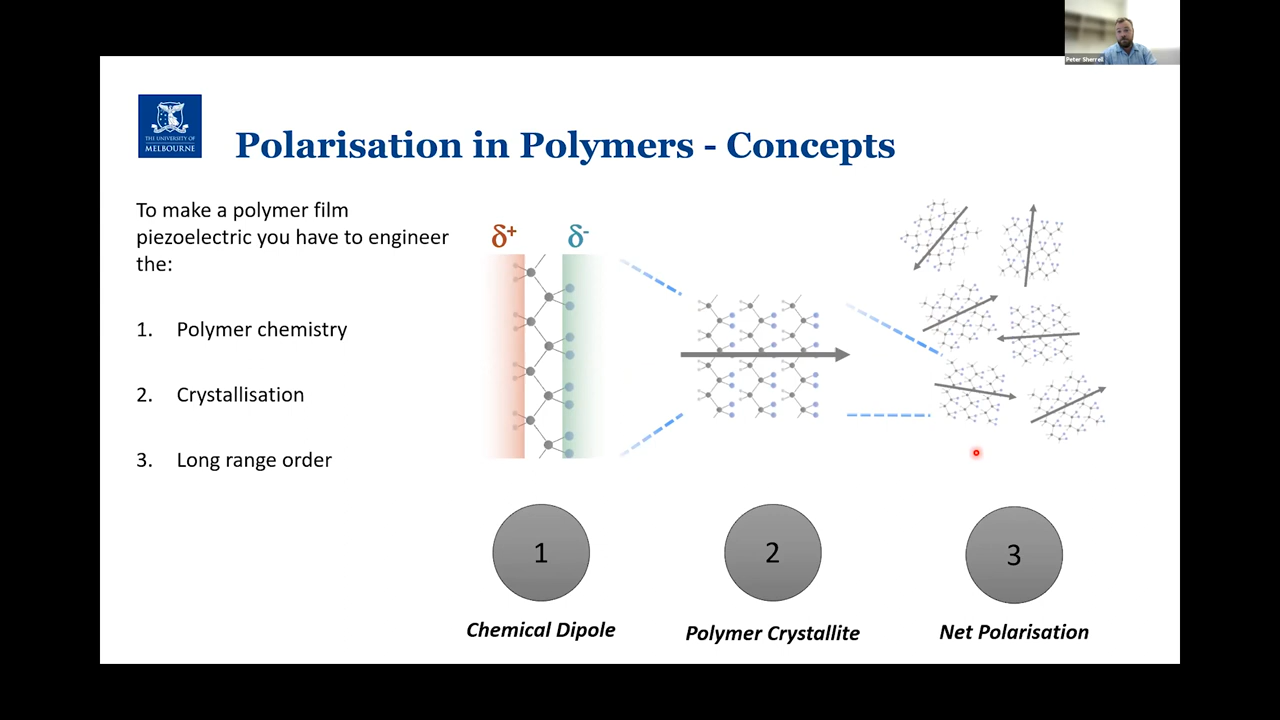 Peter Sherrell
THE UNIVERSITY OF
MELBOURNE
Polarisation in Polymers - Concepts
To make a polymer film
piezoelectric you have to engineer
the:
1. Polymer chemistry
2. Crystallisation
3. Long range order
δ+ δ-
1
2
3
Chemical Dipole
Polymer Crystallite
Net Polarisation